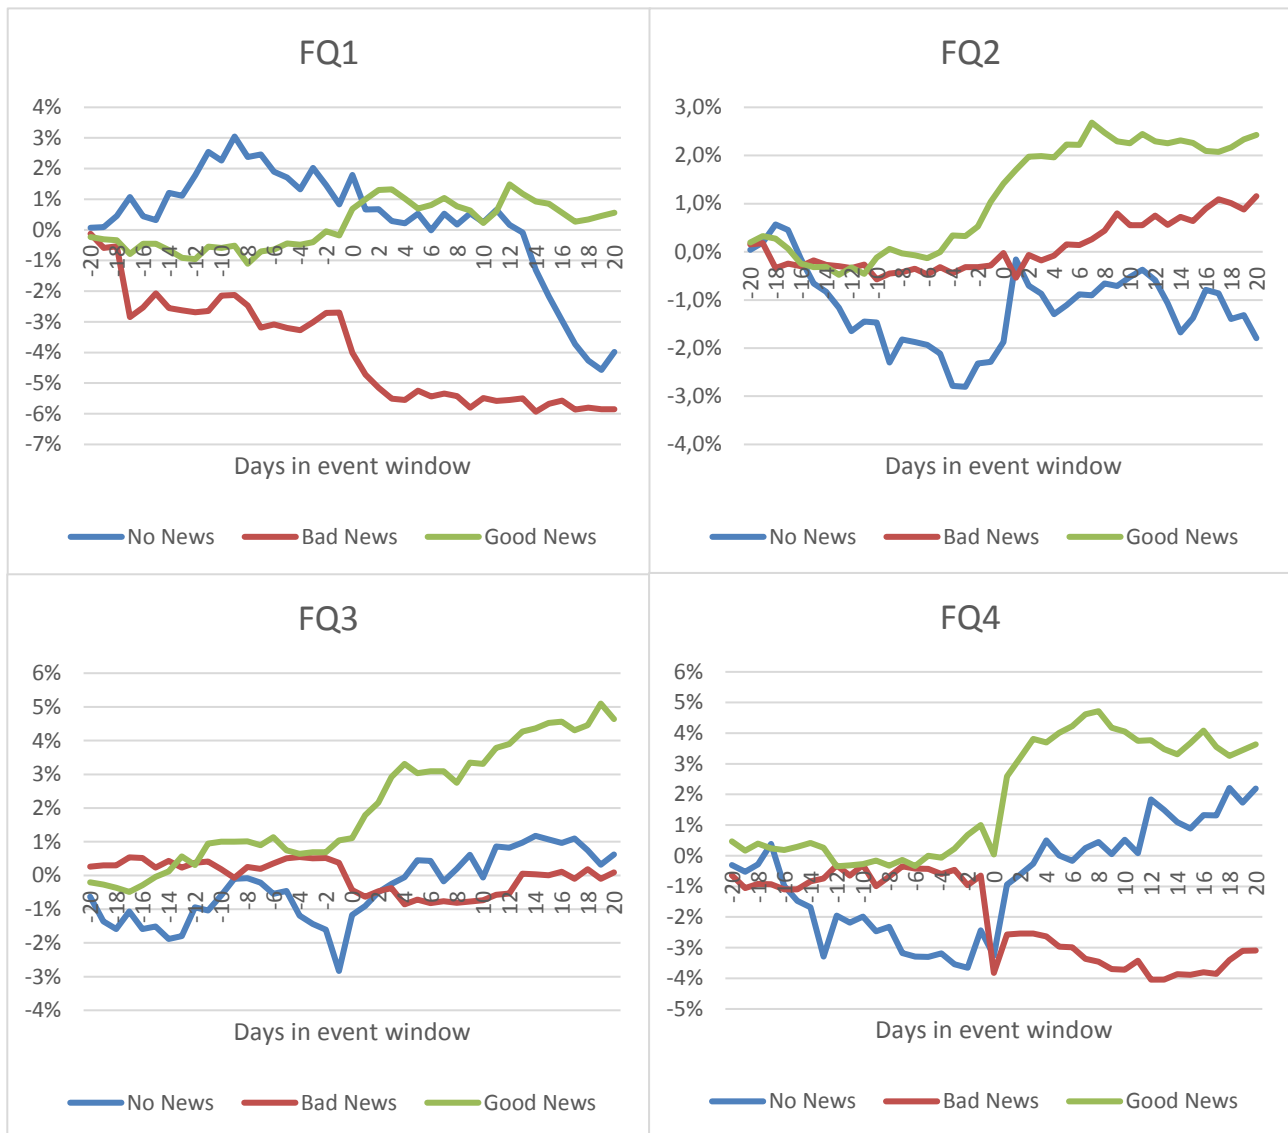 FQ1
4%
3%
2%
1%
0%
-1%
-2%
-3%
-4%
-5%
-6%
-7%
-20 -18 -16 -14 -12 -10 -8 -6 -4 -2 0 2 4 6 8 10 12 14 16 18 20
Days in event window
No News Bad News Good News
FQ2
3,0%
2,0%
1,0%
0,0%
-1,0%
-2,0%
-3,0%
-4,0%
-20 -18 -16 -14 -12 -10 -8 -6 -4 -2 0 2 4 6 8 10 12 14 16 18 20
Days in event window
No News Bad News Good News
FQ3
6%
5%
4%
3%
2%
1%
0%
-1%
-2%
-3%
-4%
-20 -18 -16 -14 -12 -10 -8 -6 -4 -2 0 2 4 6 8 10 12 14 16 18 20
Days in event window
No News Bad News Good News
FQ4
6%
5%
4%
3%
2%
1%
0%
-1%
-2%
-3%
-4%
-5%
-20 -18 -16 -14 -12 -10 -8 -6 -4 -2 0 2 4 6 8 10 12 14 16 18 20
Days in event window
No News Bad News Good News